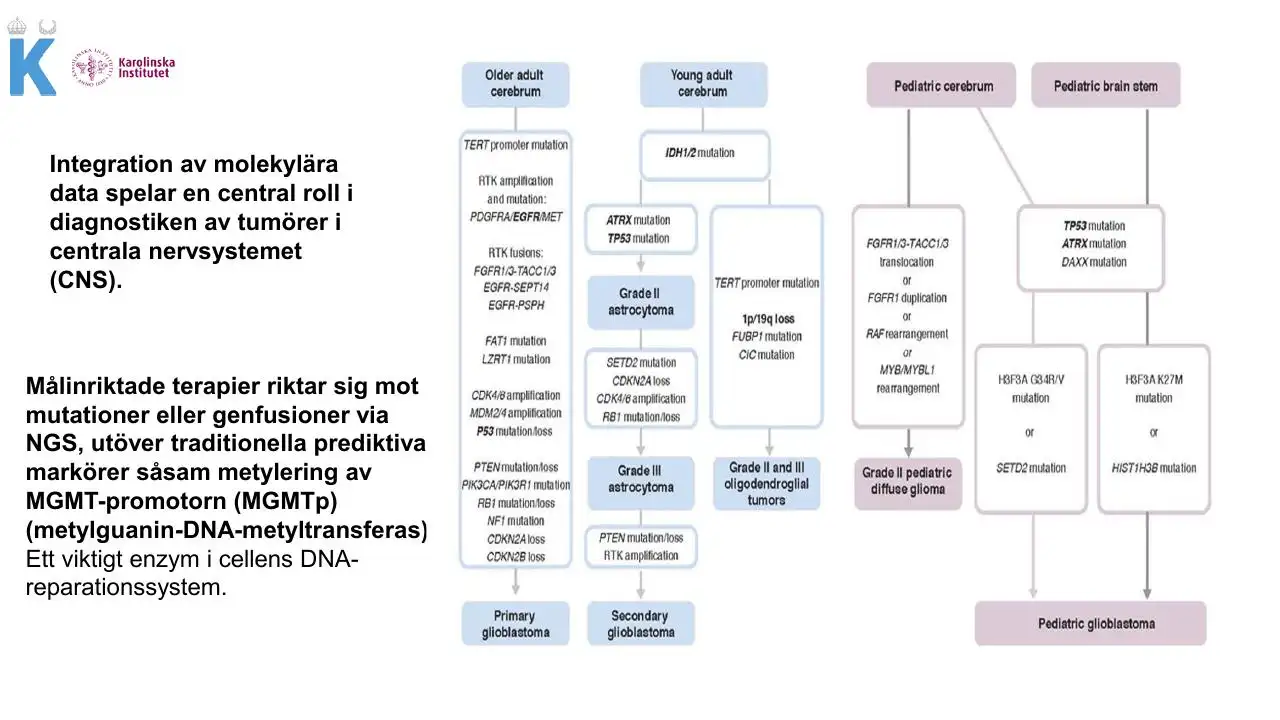 K
Karolinska
Institutet
Integration av molekylära
data spelar en central roll i
diagnostiken av tumörer i
centrala nervsystemet
(CNS).
Målinriktade terapier riktar sig mot
mutationer eller genfusioner via
NGS, utöver traditionella prediktiva
markörer såsam metylering av
MGMT-promotorn (MGMTp)
(metylguanin-DNA-metyltransferas)
Ett viktigt enzym i cellens DNA-
reparationssystem.
Older adult
cerebrum
TERT promoter mutation
RTK amplification
and mutation:
PDGFRA/EGFR/MET
RTK fusions:
FGFR1/3-TACC1/3
EGFR-SEPT14
EGFR-PSPH
FAT1 mutation
LZRT1 mutation
CDK4/6 amplification
MDM2/4 amplification
P53 mutation/loss
PTEN mutation/loss
PIK3CA/PIK3R1 mutation
RB1 mutation/loss
NF1 mutation
CDKN2A loss
CDKN2B loss
Primary
glioblastoma
Young adult
cerebrum
IDH1/2 mutation
ATRX mutation
TP53 mutation
Grade II
astrocytoma
SETD2 mutation
CDKN2A loss
CDK4/6 amplification
RB1 mutation/loss
Grade III
astrocytoma
PTEN mutation/loss
RTK amplification
Secondary
glioblastoma
TERT promoter mutation
1p/19q loss
FUBP1 mutation
CIC mutation
Grade II and III
oligodendroglial
tumors
Pediatric cerebrum
FGFR1/3-TACC1/3
translocation
or
FGFR1 duplication
or
RAF rearrangement
or
MYB/MYBL1
rearrangement
Grade II pediatric
diffuse glioma
Pediatric brain stem
TP53 mutation
ATRX mutation
DAXX mutation
H3F3A G34R/V
mutation
or
SETD2 mutation
H3F3A K27M
mutation
or
HIST1H3B mutation
Pediatric glioblastoma